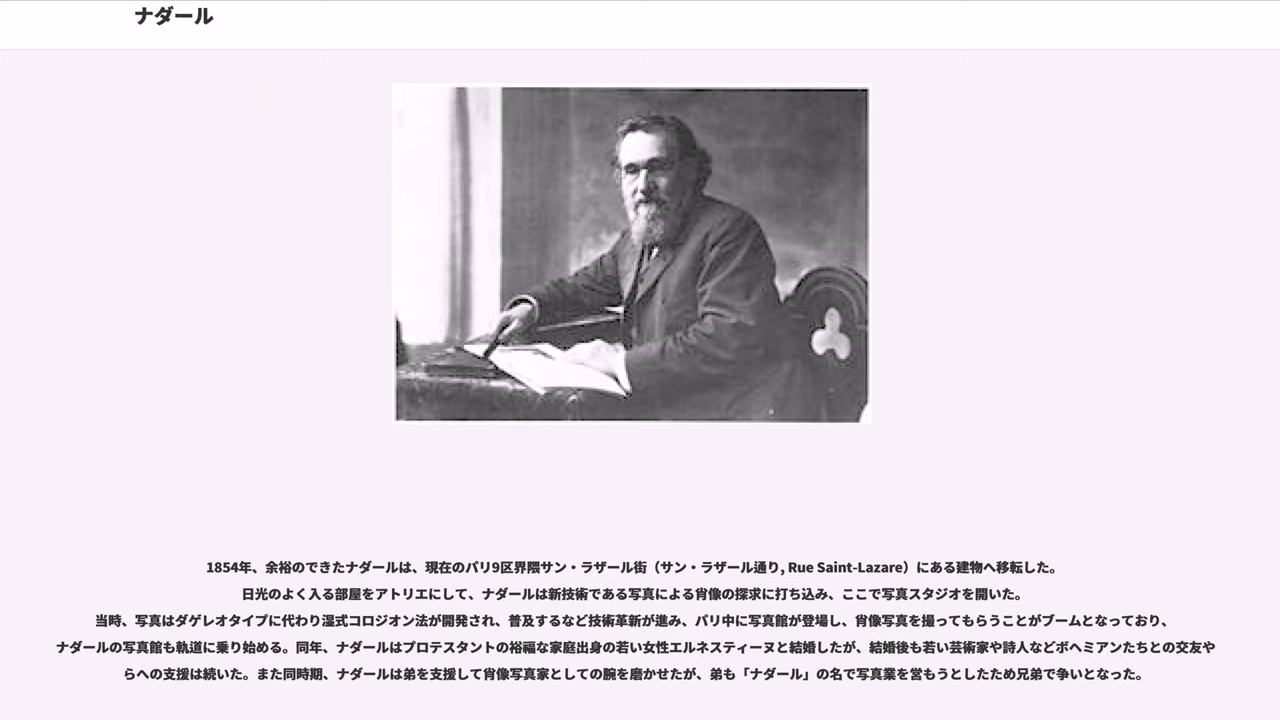 ナダール
1854年、余裕のできたナダールは、現在のパリ9区界隈サン・ラザール街（サン・ラザール通り, Rue Saint-Lazare）にある建物へ移転した。
日光のよく入る部屋をアトリエにして、ナダールは新技術である写真による肖像の探求に打ち込み、ここで写真スタジオを開いた。
当時、写真はダゲレオタイプに代わり湿式コロジオン法が開発され、普及するなど技術革新が進み、パリ中に写真館が登場し、肖像写真を撮ってもらうことがブームとなっており、
ナダールの写真館も軌道に乗り始める。同年、ナダールはプロテスタントの裕福な家庭出身の若い女性エルネスティーヌと結婚したが、結婚後も若い芸術家や詩人などボヘミアンたちとの交友や
らへの支援は続いた。また同時期、ナダールは弟を支援して肖像写真家としての腕を磨かせたが、弟も「ナダール」の名で写真業を営もうとしたため兄弟で争いとなった。